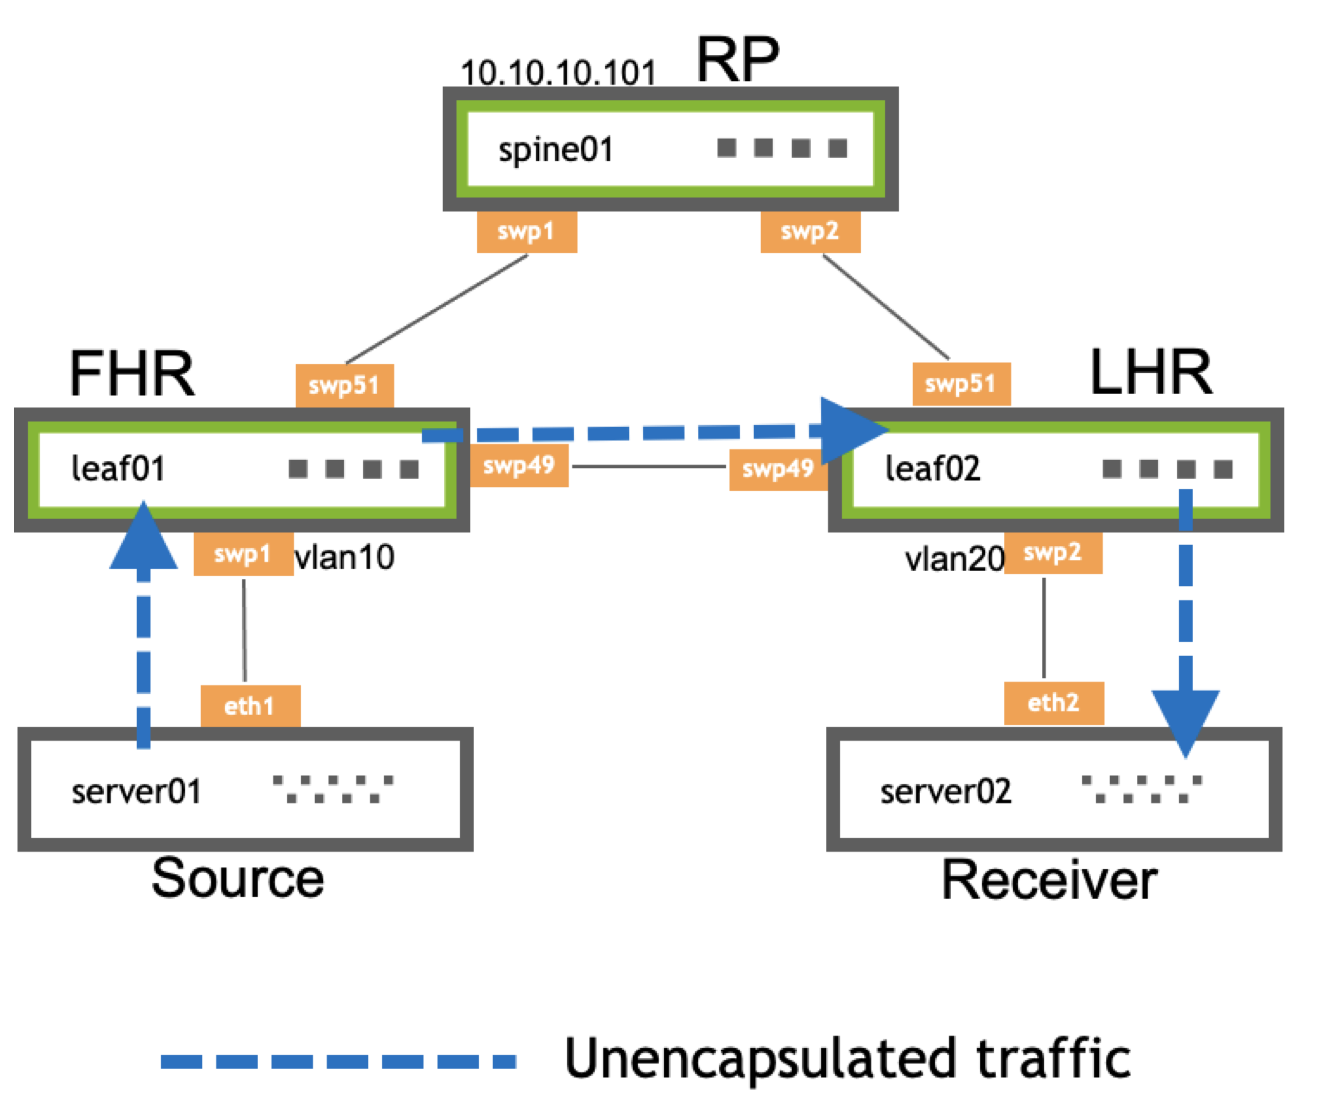 RP
10.10.10.101
spine01
swp1
swp2
FHR
LHR
swp51
swp51
leaf01
leaf02
swp49
swp49
swp1
vlan10
vlan20
swp2
eth1
eth2
server01
server02
Source
Receiver
Unencapsulated traffic